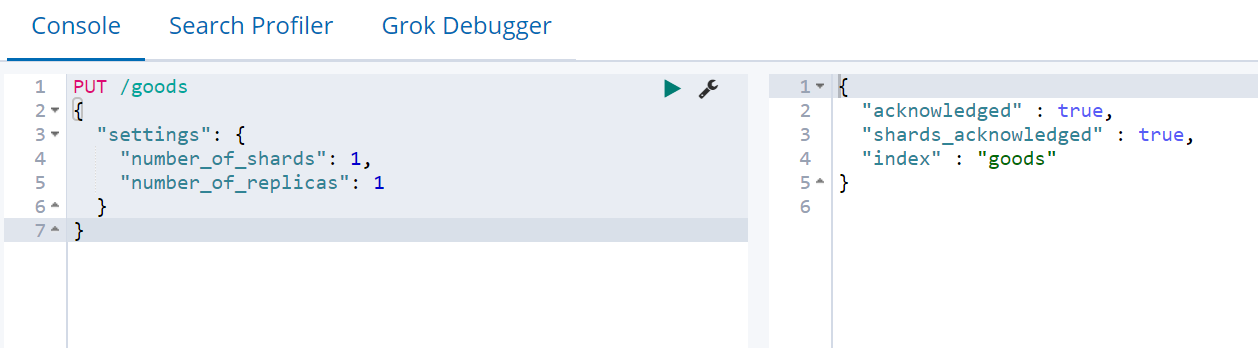 Console Search Profiler Grok Debugger
1 PUT /goods
2 {
3 "settings": {
4 "number_of_shards": 1,
5 "number_of_replicas": 1
6 }
7 }
1 {
2 "acknowledged" : true,
3 "shards_acknowledged" : true,
4 "index" : "goods"
5 }
6